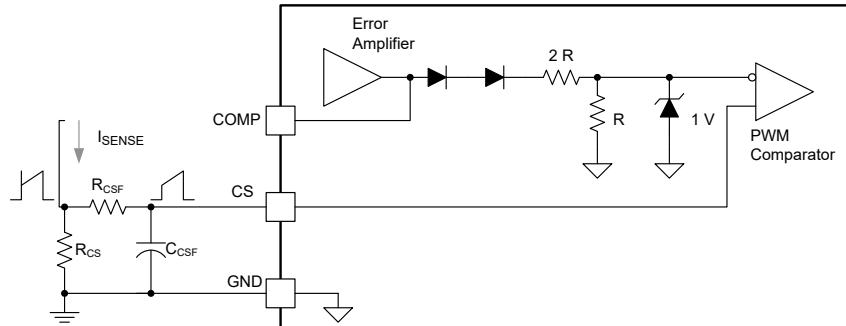 Error
Amplifier
2 R
COMP
R
1 V
PWM
Comparator
ISENSE
CS
RCSF
RCS
CCSF
GND